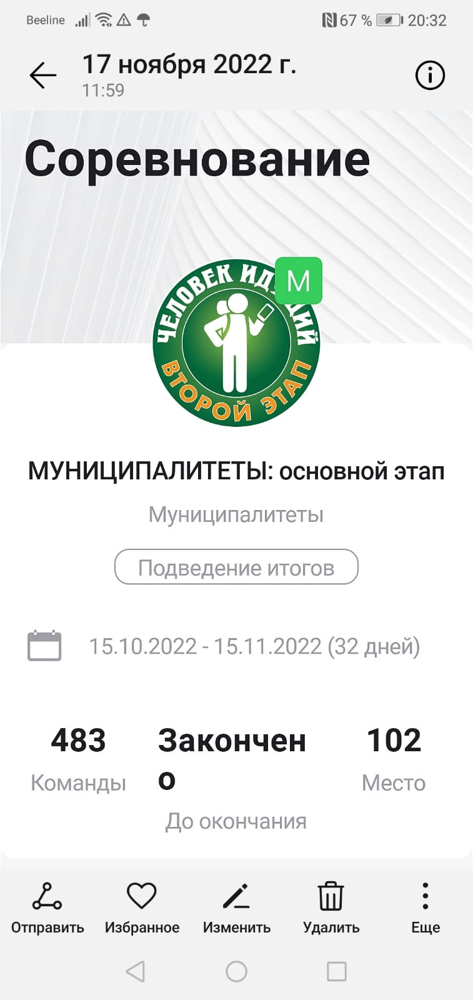 Beeline
67 %
20:32
17 ноября 2022 г.
11:59
Соревнование
ЧЕЛОВЕК
М
ВТОРОЙ ЭТАП
МУНИЦИПАЛИТЕТЫ: основной этап
Муниципалитеты
Подведение итогов
15.10.2022 - 15.11.2022 (32 дней)
483
Команды
Закончен
о
До окончания
102
Место
Отправить
Избранное
Изменить
Удалить
Еще